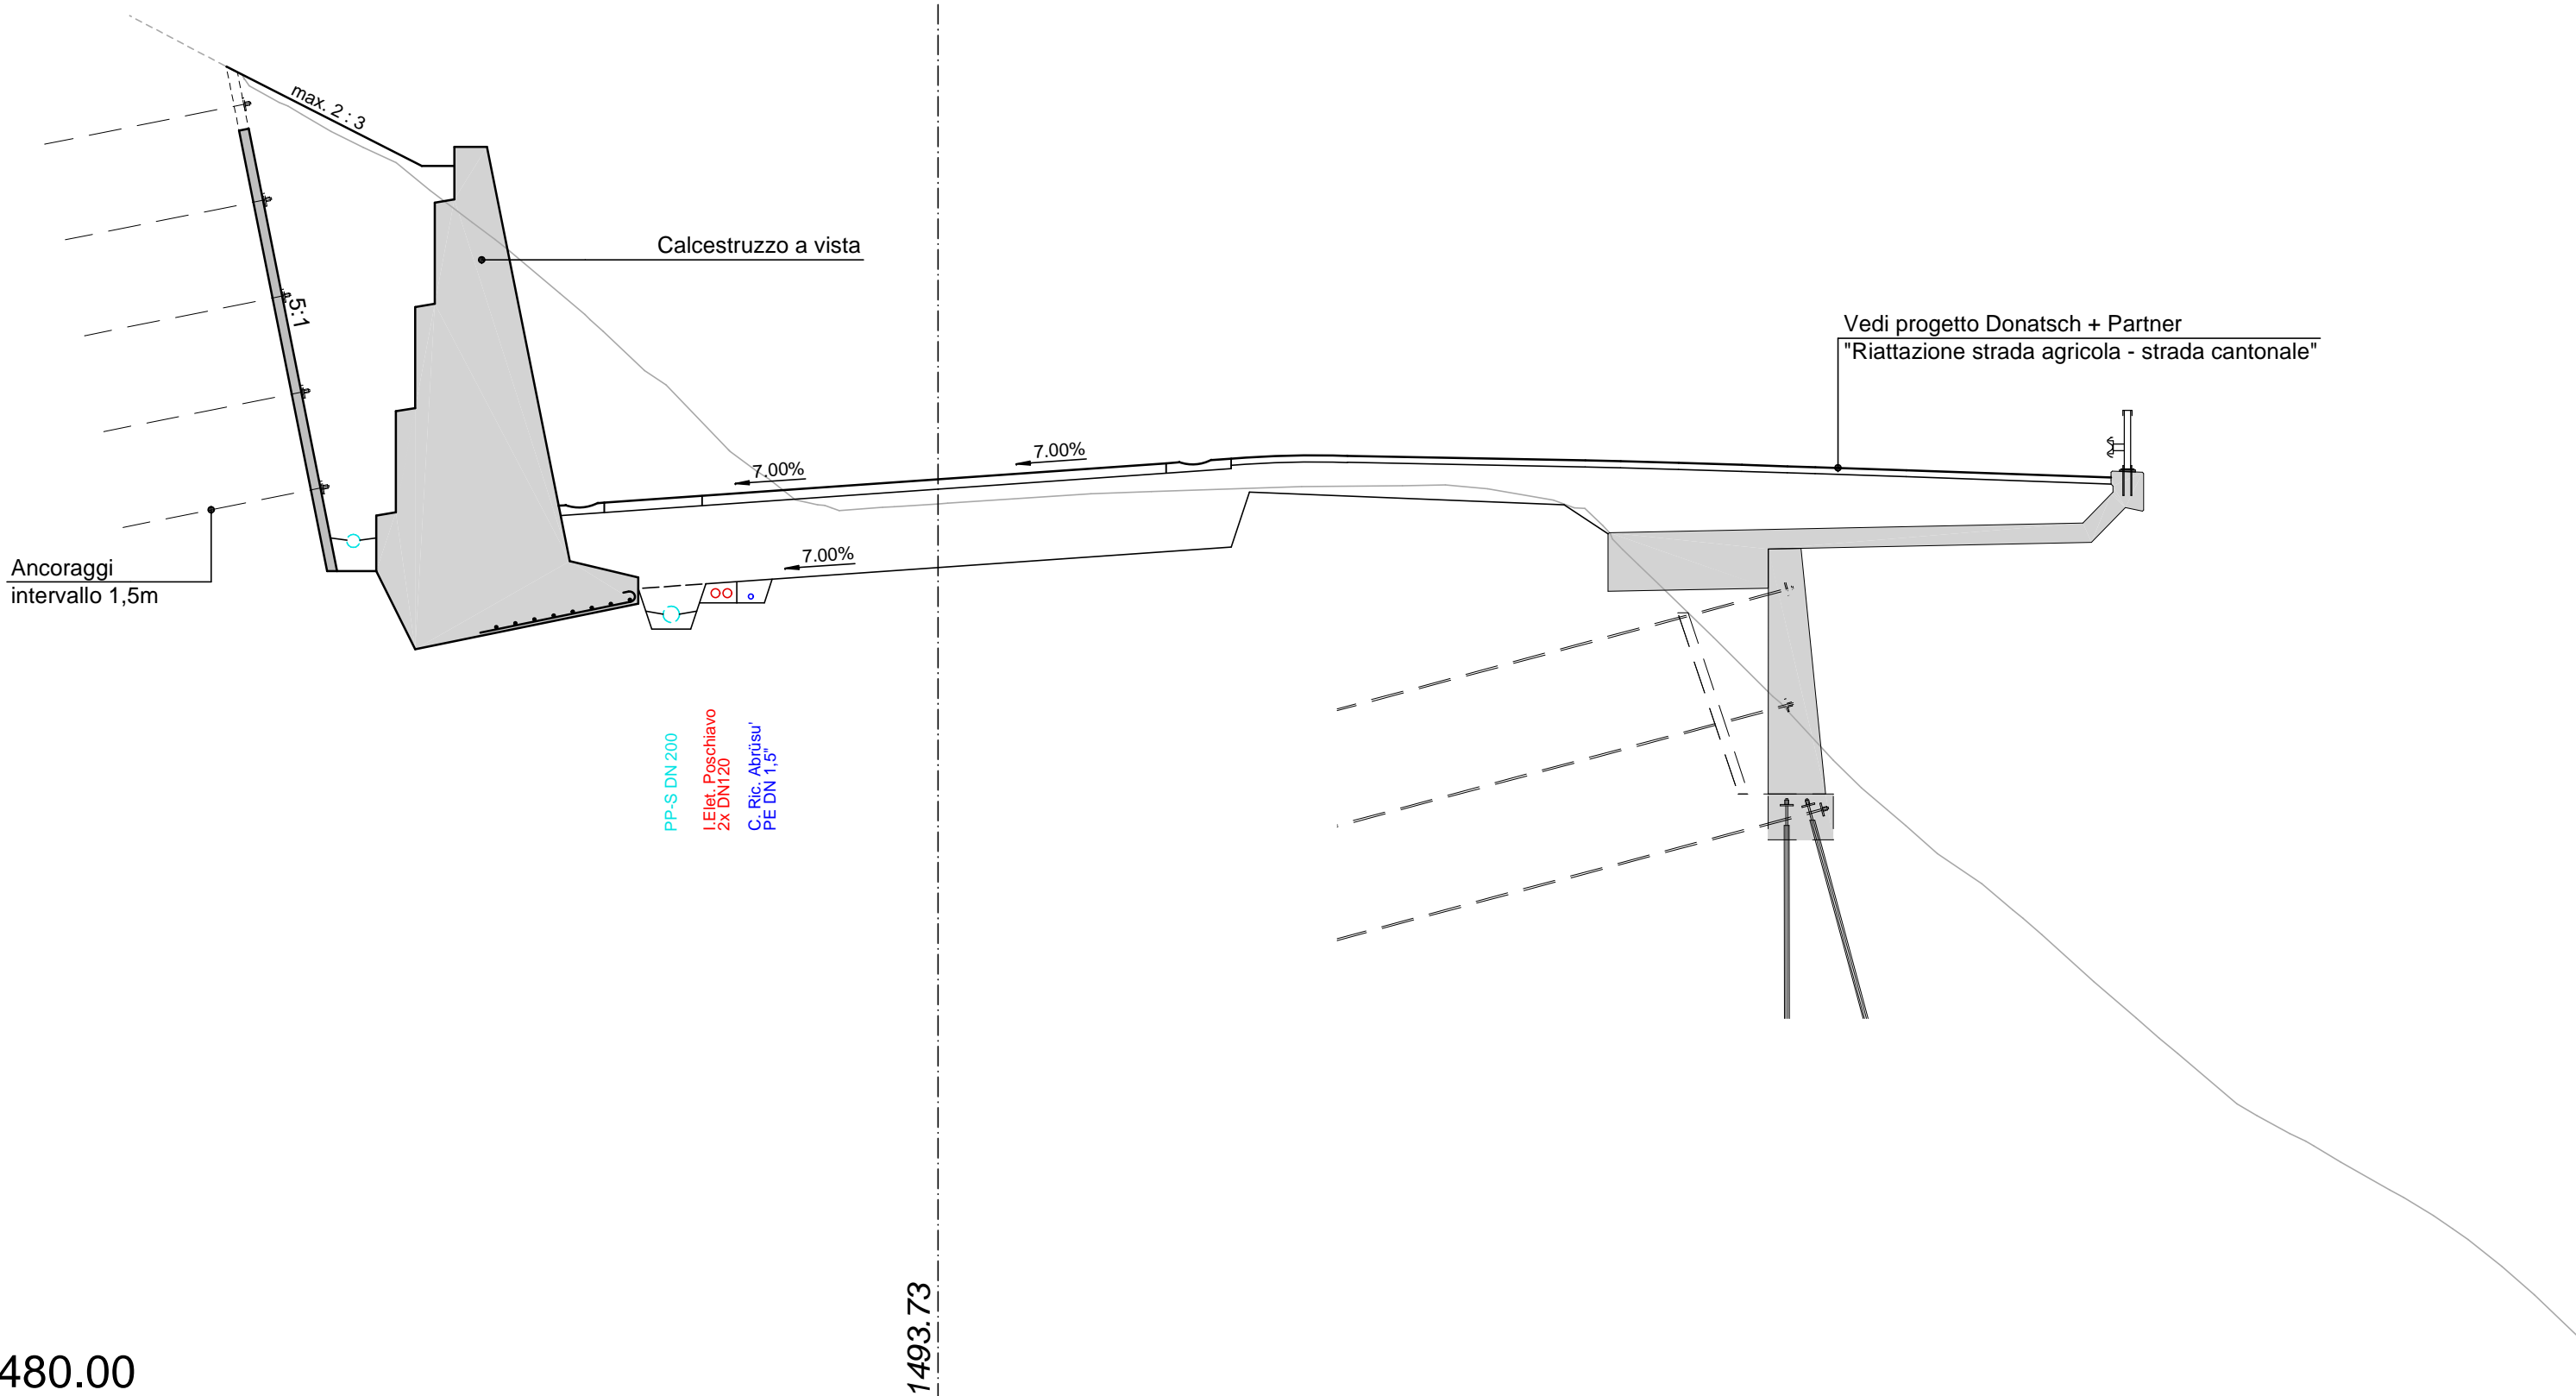 max. 2 : 3
Calcestruzzo a vista
5:1
Vedi progetto Donatsch + Partner
"Riattazione strada agricola - strada cantonale"
7.00%
7.00%
7.00%
Ancoraggi
intervallo 1,5m
PP-S DN 200
I.Elet. Poschiavo
2x DN120
C. Ric. Abrüsu'
PE DN 1,5"
1493.73
480.00